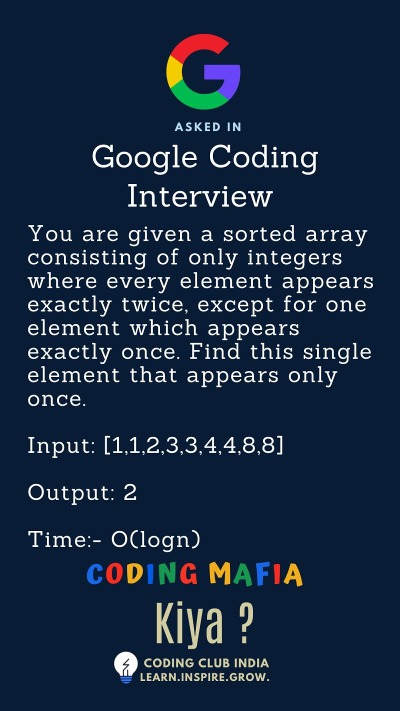 ASKED IN
Google Coding
Interview
You are given a sorted array
consisting of only integers
where every element appears
exactly twice, except for one
element which appears
exactly once. Find this single
element that appears only
once.
Input: [1,1,2,3,3,4,4,8,8]
Output: 2
Time:- O(logn)
CODING MAFIA
Kiya ?
CODING CLUB INDIA
LEARN.INSPIRE.GROW.